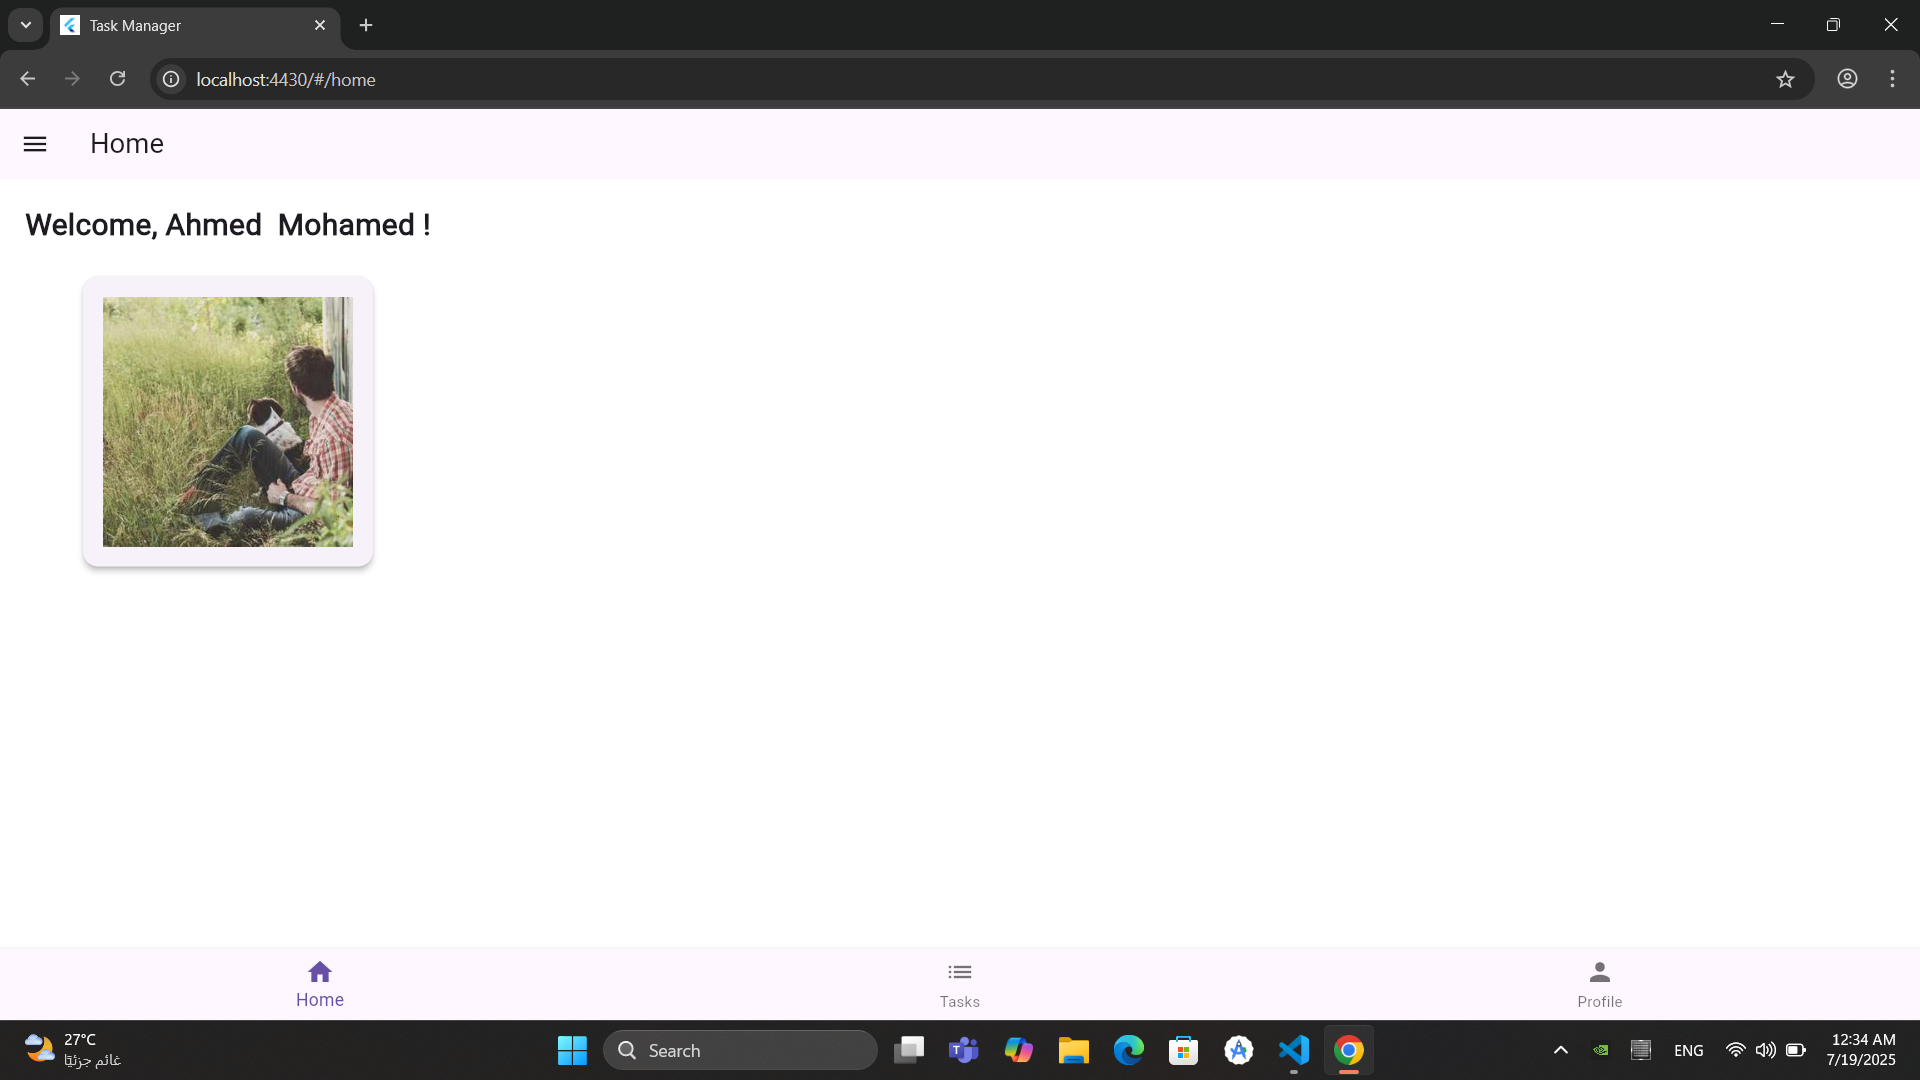 Task Manager
localhost:4430/#/home
Home
Welcome, Ahmed  Mohamed !
Home
Tasks
Profile
27°C
غائم جزئيًا
Search
ENG
12:34 AM
7/19/2025